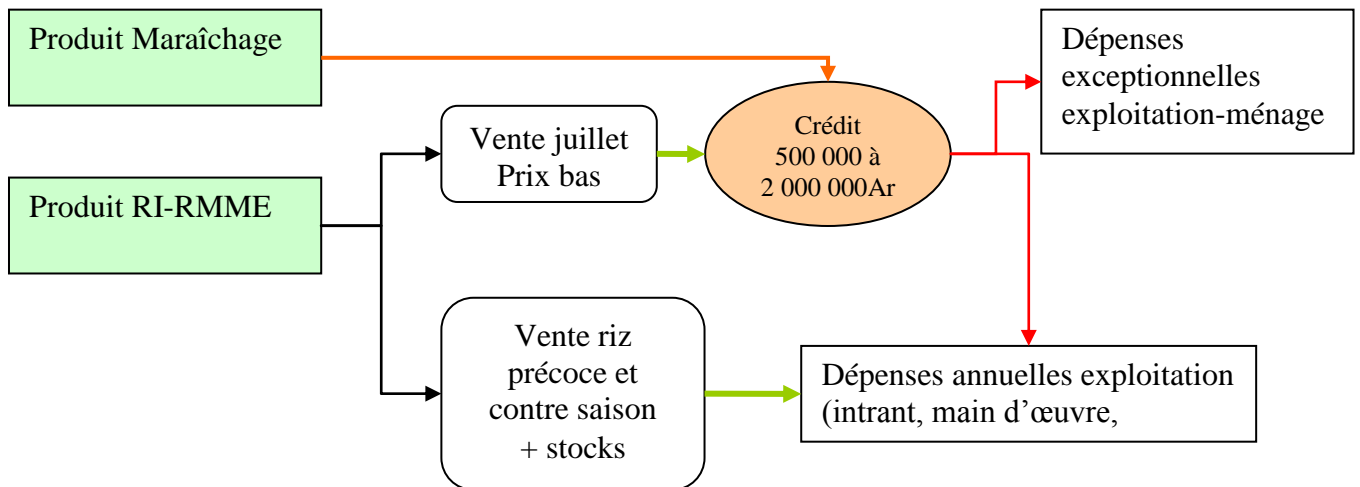 Produit Maraîchage
Dépenses
exceptionnelles
exploitation-ménage
Vente juillet
Prix bas
Crédit
500 000 à
2 000 000Ar
Produit RI-RMME
Vente riz
précoce et
contre saison
+ stocks
Dépenses annuelles exploitation
(intrant, main d’œuvre,